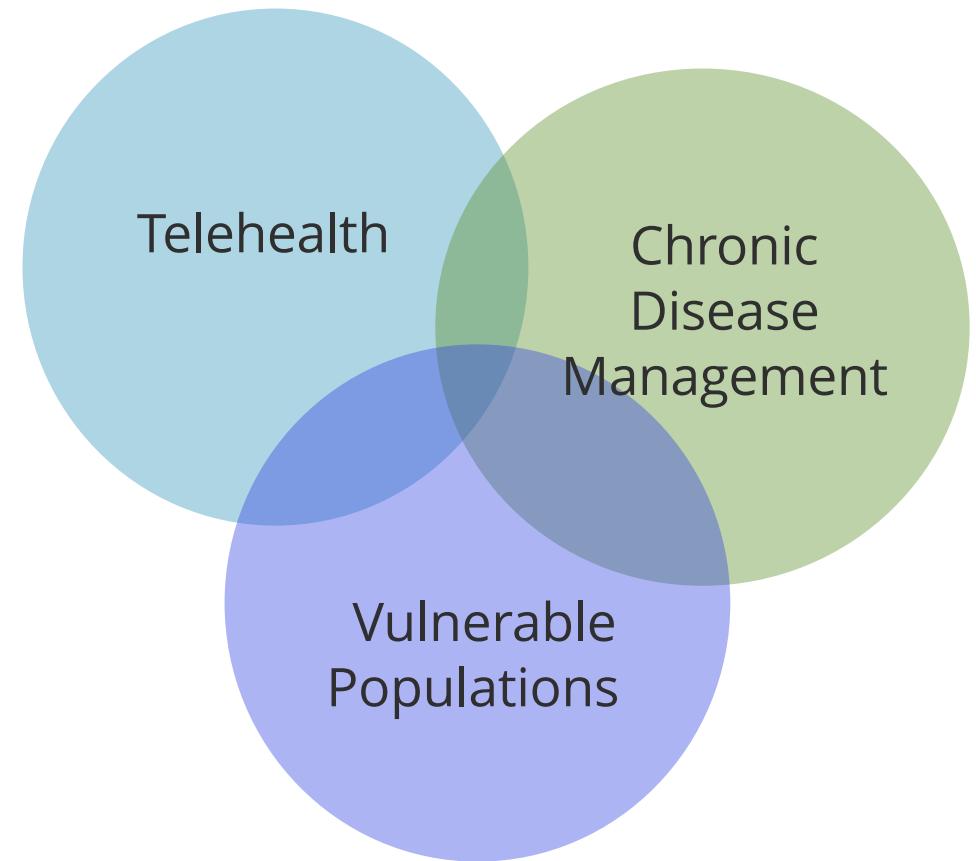 Telehealth
Chronic
Disease
Management
Vulnerable
Populations